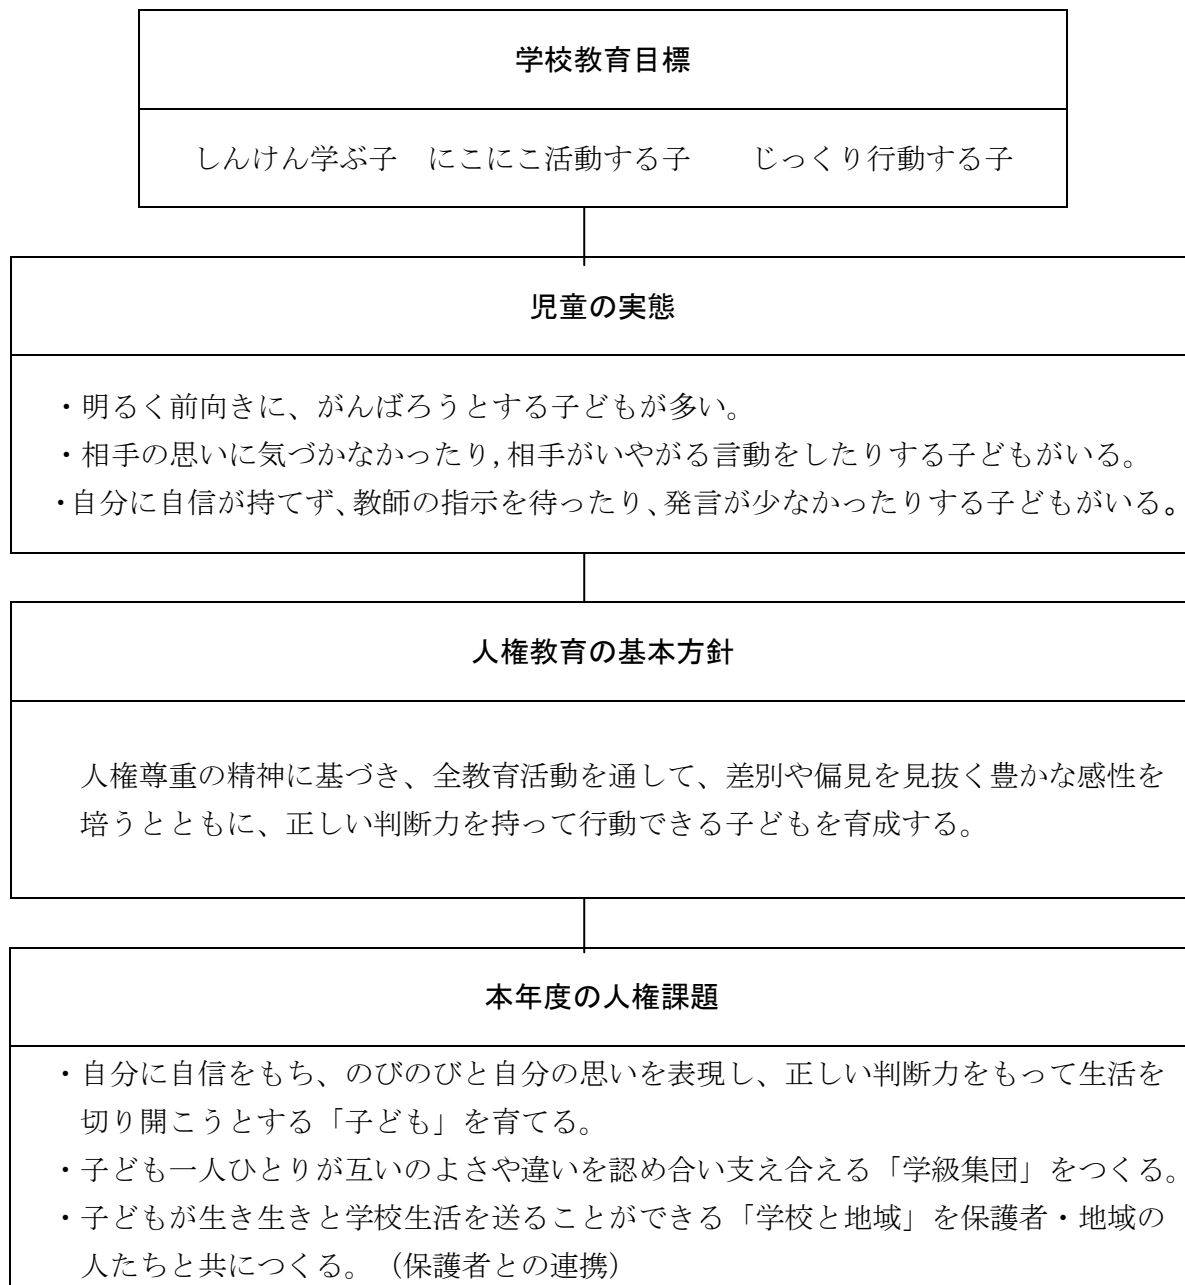 学校教育目標
しんけん学ぶ子　にこにこ活動する子　　じっくり行動する子
児童の実態
・明るく前向きに、がんばろうとする子どもが多い。
・相手の思いに気づかなかったり,相手がいやがる言動をしたりする子どもがいる。
・自分に自信が持てず、教師の指示を待ったり、発言が少なかったりする子どもがいる。
人権教育の基本方針
人権尊重の精神に基づき、全教育活動を通して、差別や偏見を見抜く豊かな感性を
培うとともに、正しい判断力を持って行動できる子どもを育成する。
本年度の人権課題
・自分に自信をもち、のびのびと自分の思いを表現し、正しい判断力をもって生活を
切り開こうとする「子ども」を育てる。
・子ども一人ひとりが互いのよさや違いを認め合い支え合える「学級集団」をつくる。
・子どもが生き生きと学校生活を送ることができる「学校と地域」を保護者・地域の
人たちと共につくる。（保護者との連携）